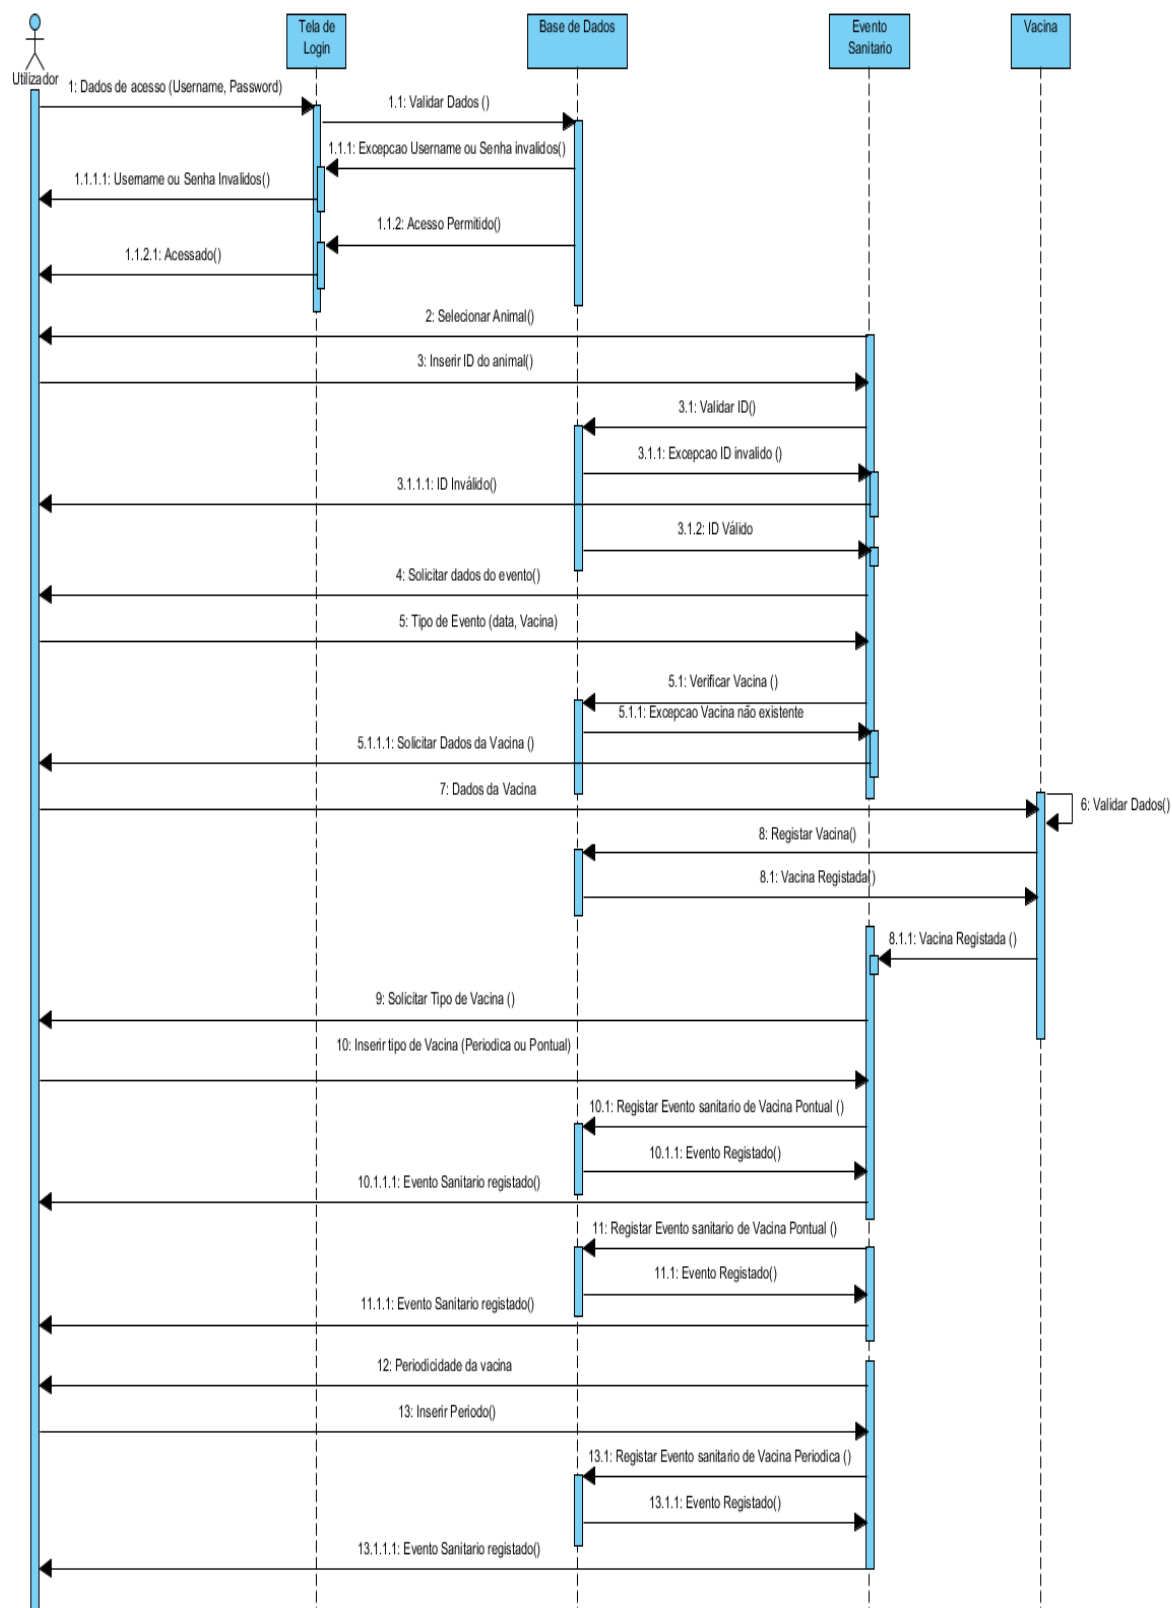 Utilizador
Tela de
Login
Base de Dados
Evento
Sanitario
Vacina
1: Dados de acesso (Username, Password)
1.1: Validar Dados ()
1.1.1: Excepcao Username ou Senha invalidos()
1.1.1.1: Username ou Senha Invalidos()
1.1.2: Acesso Permitido()
1.1.2.1: Acessado()
2: Selecionar Animal()
3: Inserir ID do animal()
3.1: Validar ID()
3.1.1: Excepcao ID invalido ()
3.1.1.1: ID Inválido()
3.1.2: ID Válido
4: Solicitar dados do evento()
5: Tipo de Evento (data, Vacina)
5.1: Verificar Vacina ()
5.1.1: Excepcao Vacina não existente
5.1.1.1: Solicitar Dados da Vacina ()
7: Dados da Vacina
6: Validar Dados()
8: Registar Vacina()
8.1: Vacina Registada()
8.1.1: Vacina Registada ()
9: Solicitar Tipo de Vacina ()
10: Inserir tipo de Vacina (Periodica ou Pontual)
10.1: Registar Evento sanitario de Vacina Pontual ()
10.1.1: Evento Registado()
10.1.1.1: Evento Sanitario registado()
11: Registar Evento sanitario de Vacina Pontual ()
11.1: Evento Registado()
11.1.1: Evento Sanitario registado()
12: Periodicidade da vacina
13: Inserir Periodo()
13.1: Registar Evento sanitario de Vacina Periodica ()
13.1.1: Evento Registado()
13.1.1.1: Evento Sanitario registado()